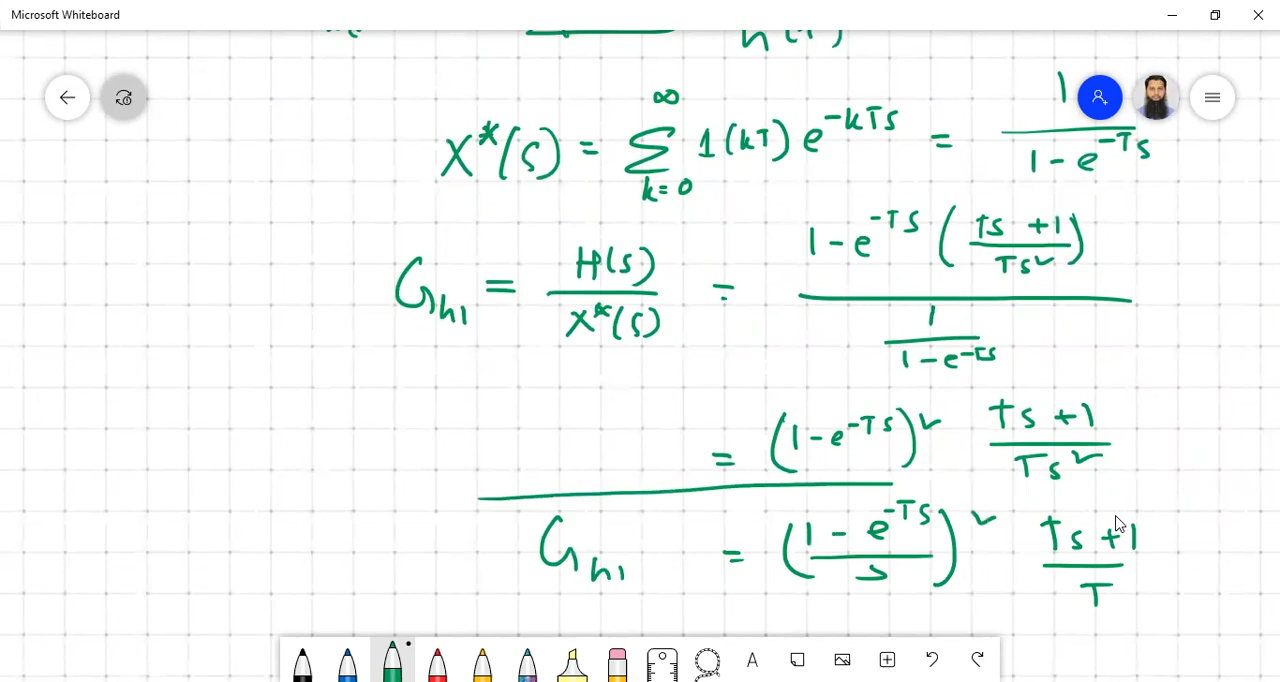 Microsoft Whiteboard
h(t)
X*(s) = ∑_{k=0}^{∞} 1(kT) e^{-kTs} = 1 / (1 - e^{-Ts})
G_{h1} = H(s) / X*(s) = 1 - e^{-Ts} ((Ts + 1) / Ts²) / (1 / (1 - e^{-Ts}))
= (1 - e^{-Ts})² (Ts + 1) / Ts²
G_{h1} = ((1 - e^{-Ts}) / s)² (Ts + 1) / T
A